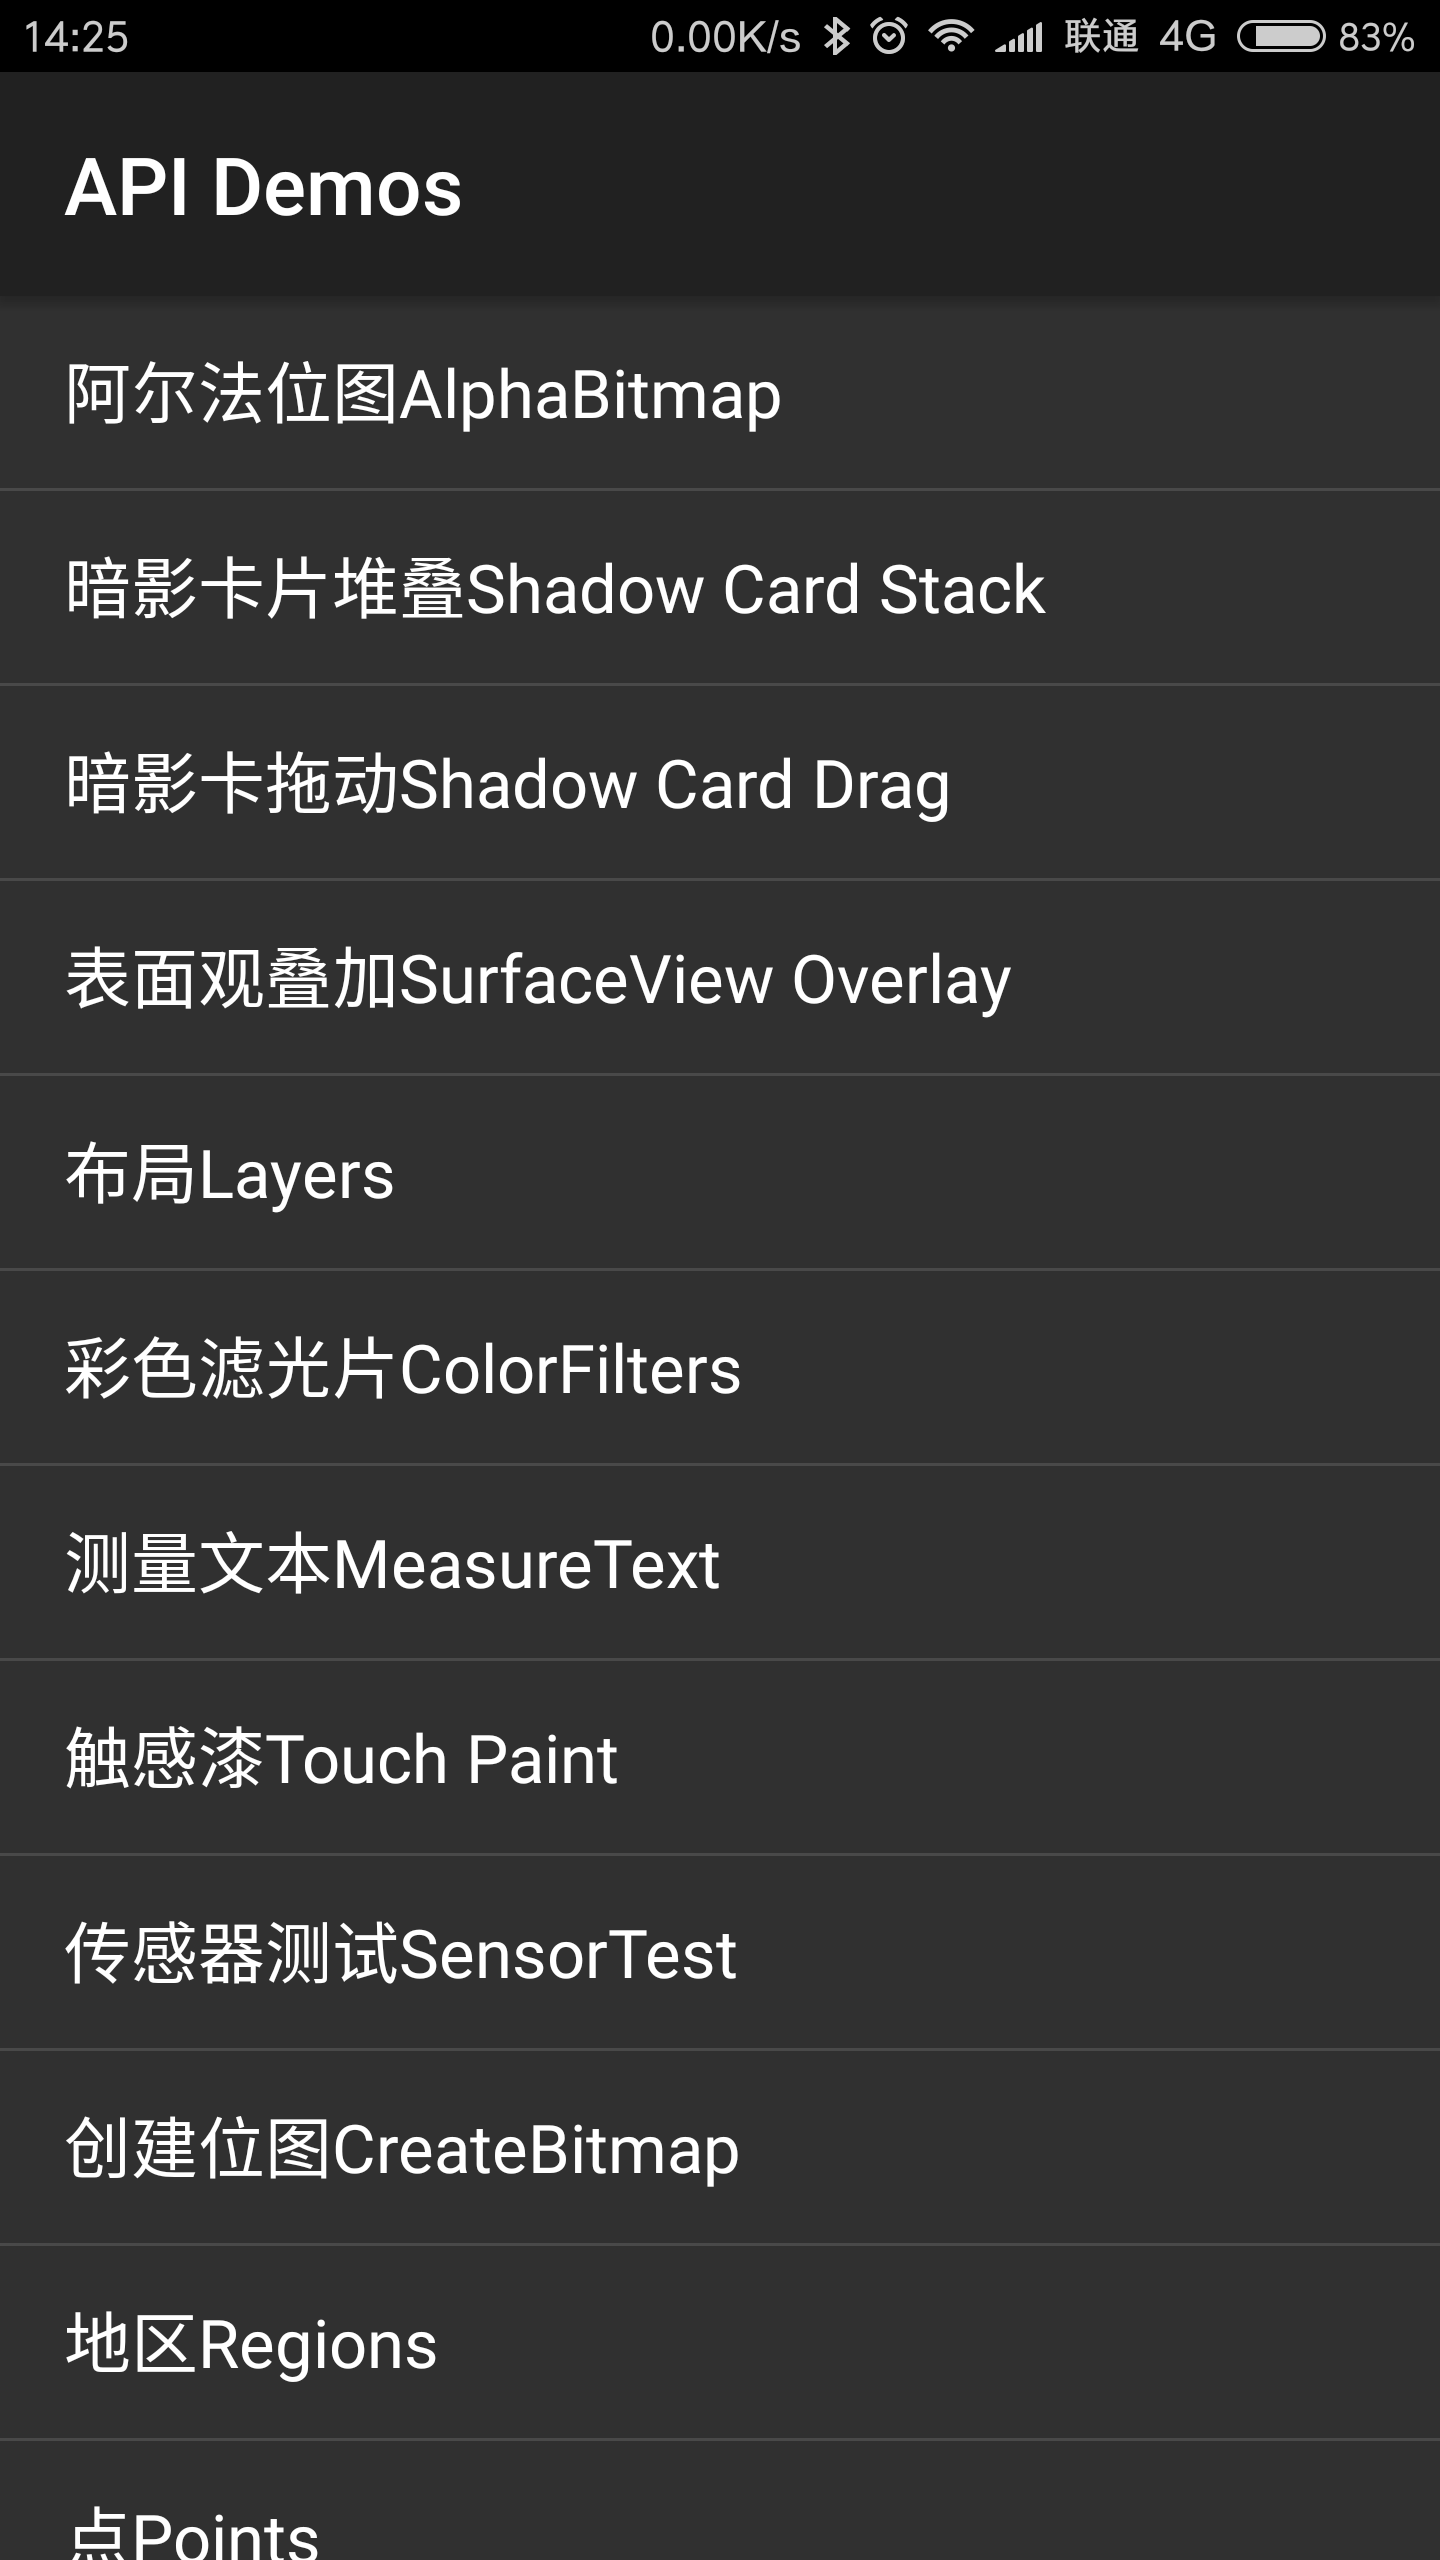 14:25 0.00K/s 联通 4G 83%
API Demos
阿尔法位图AlphaBitmap
暗影卡片堆叠Shadow Card Stack
暗影卡拖动Shadow Card Drag
表面观叠加SurfaceView Overlay
布局Layers
彩色滤光片ColorFilters
测量文本MeasureText
触感漆Touch Paint
传感器测试SensorTest
创建位图CreateBitmap
地区Regions
点Points